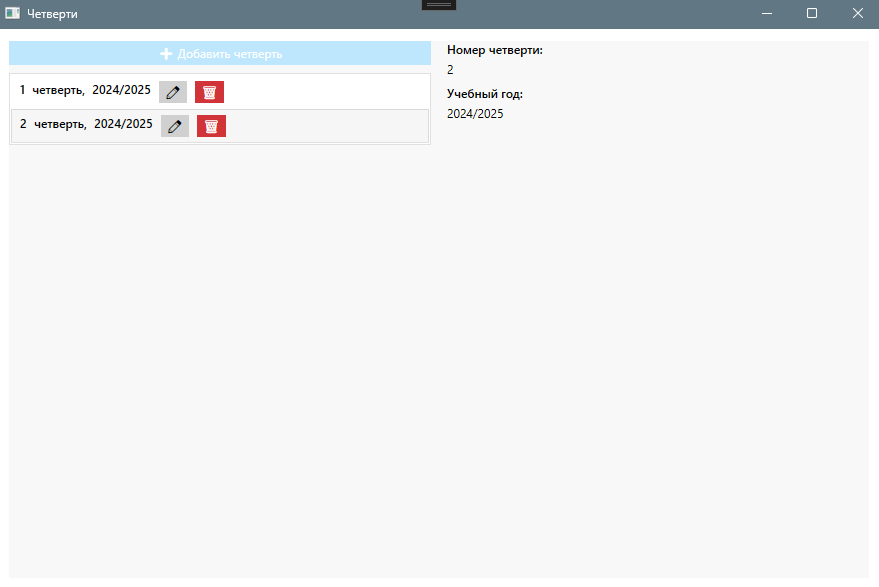 Четверти
Добавить четверть
1 четверть, 2024/2025
2 четверть, 2024/2025
Номер четверти:
2
Учебный год:
2024/2025